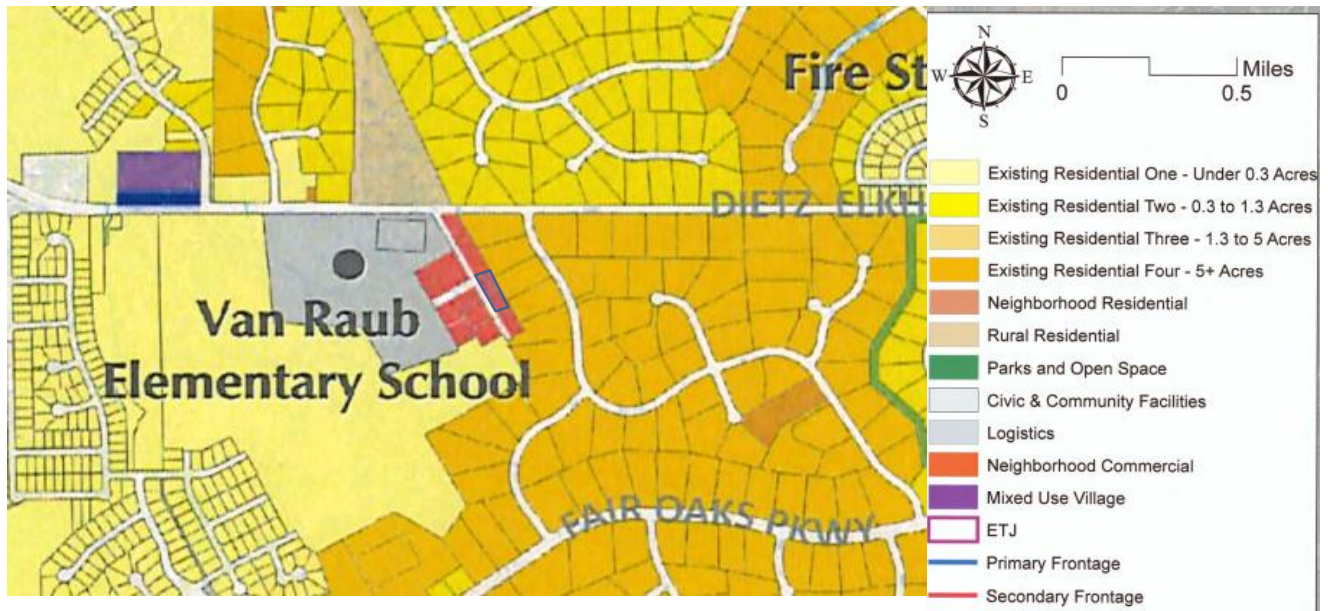 Fire St
DIETZ ELKH
Van Raub
Elementary School
FAIR OAKS PKWY
N
W E
S
Miles
0 0.5
Existing Residential One - Under 0.3 Acres
Existing Residential Two - 0.3 to 1.3 Acres
Existing Residential Three - 1.3 to 5 Acres
Existing Residential Four - 5+ Acres
Neighborhood Residential
Rural Residential
Parks and Open Space
Civic & Community Facilities
Logistics
Neighborhood Commercial
Mixed Use Village
ETJ
Primary Frontage
Secondary Frontage